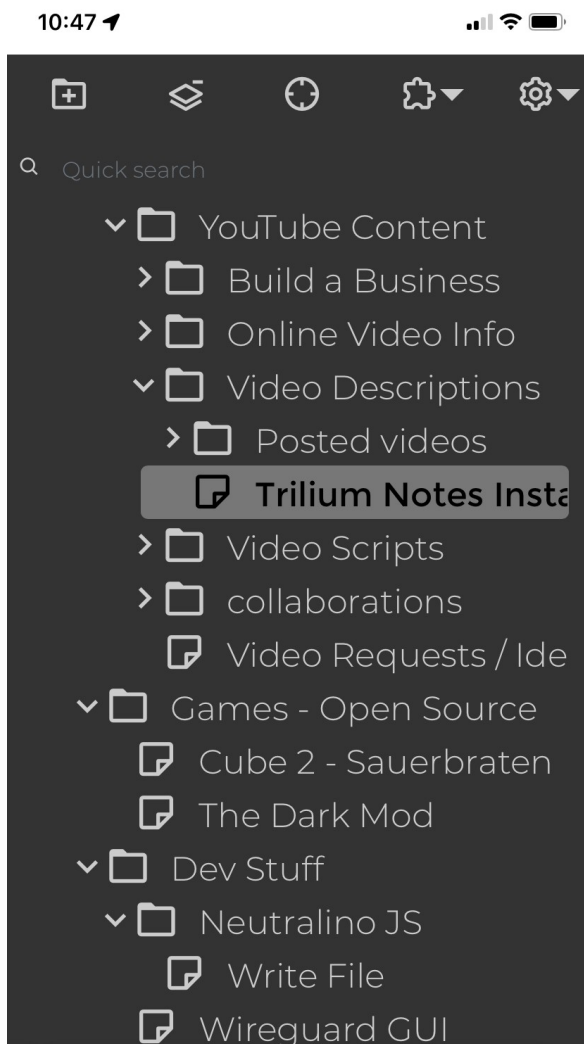 10:47
Quick search
YouTube Content
Build a Business
Online Video Info
Video Descriptions
Posted videos
Trilium Notes Insta
Video Scripts
collaborations
Video Requests / Ide
Games - Open Source
Cube 2 - Sauerbraten
The Dark Mod
Dev Stuff
Neutralino JS
Write File
Wireguard GUI